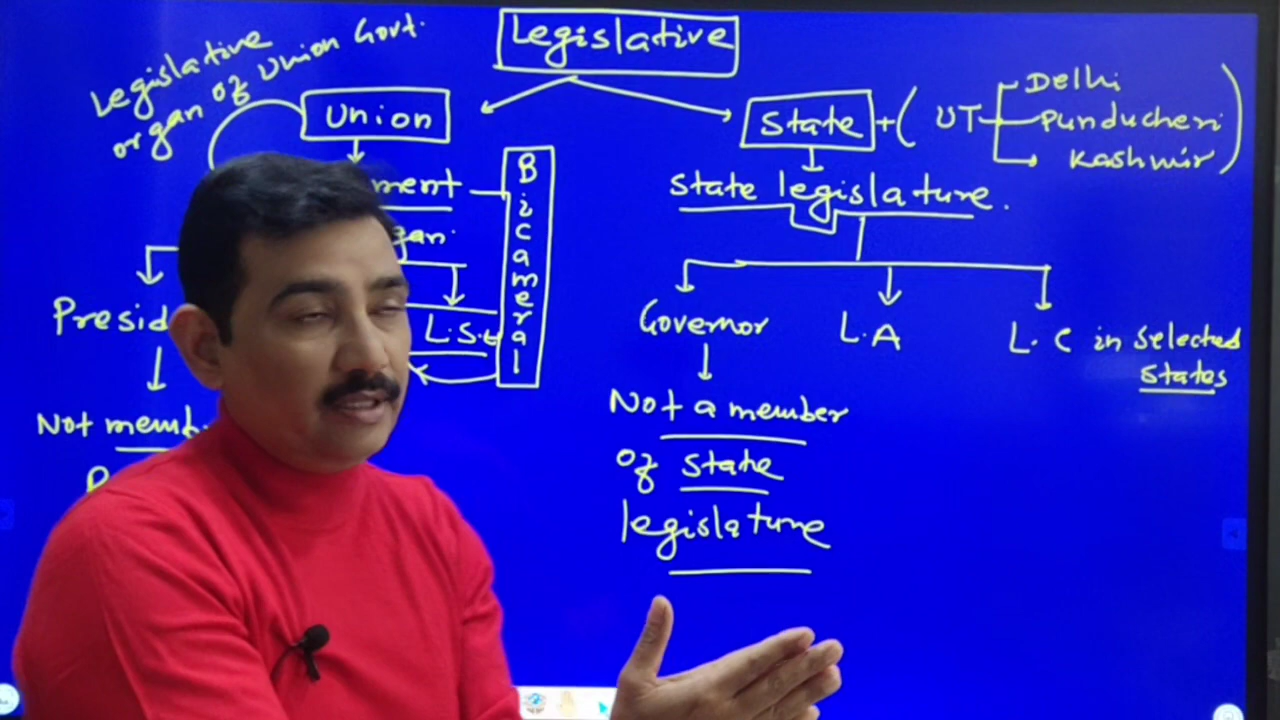 Legislative
Legislative
organ of Union Govt.
Union
State + ( UT Delhi
Punducheri
Kashmir )
ment
Bicameral
State legislature.
gan.
Presid
L.S.
Governor
L.A
L.C in selected
states
Not memb
Not a member
of state
legislature